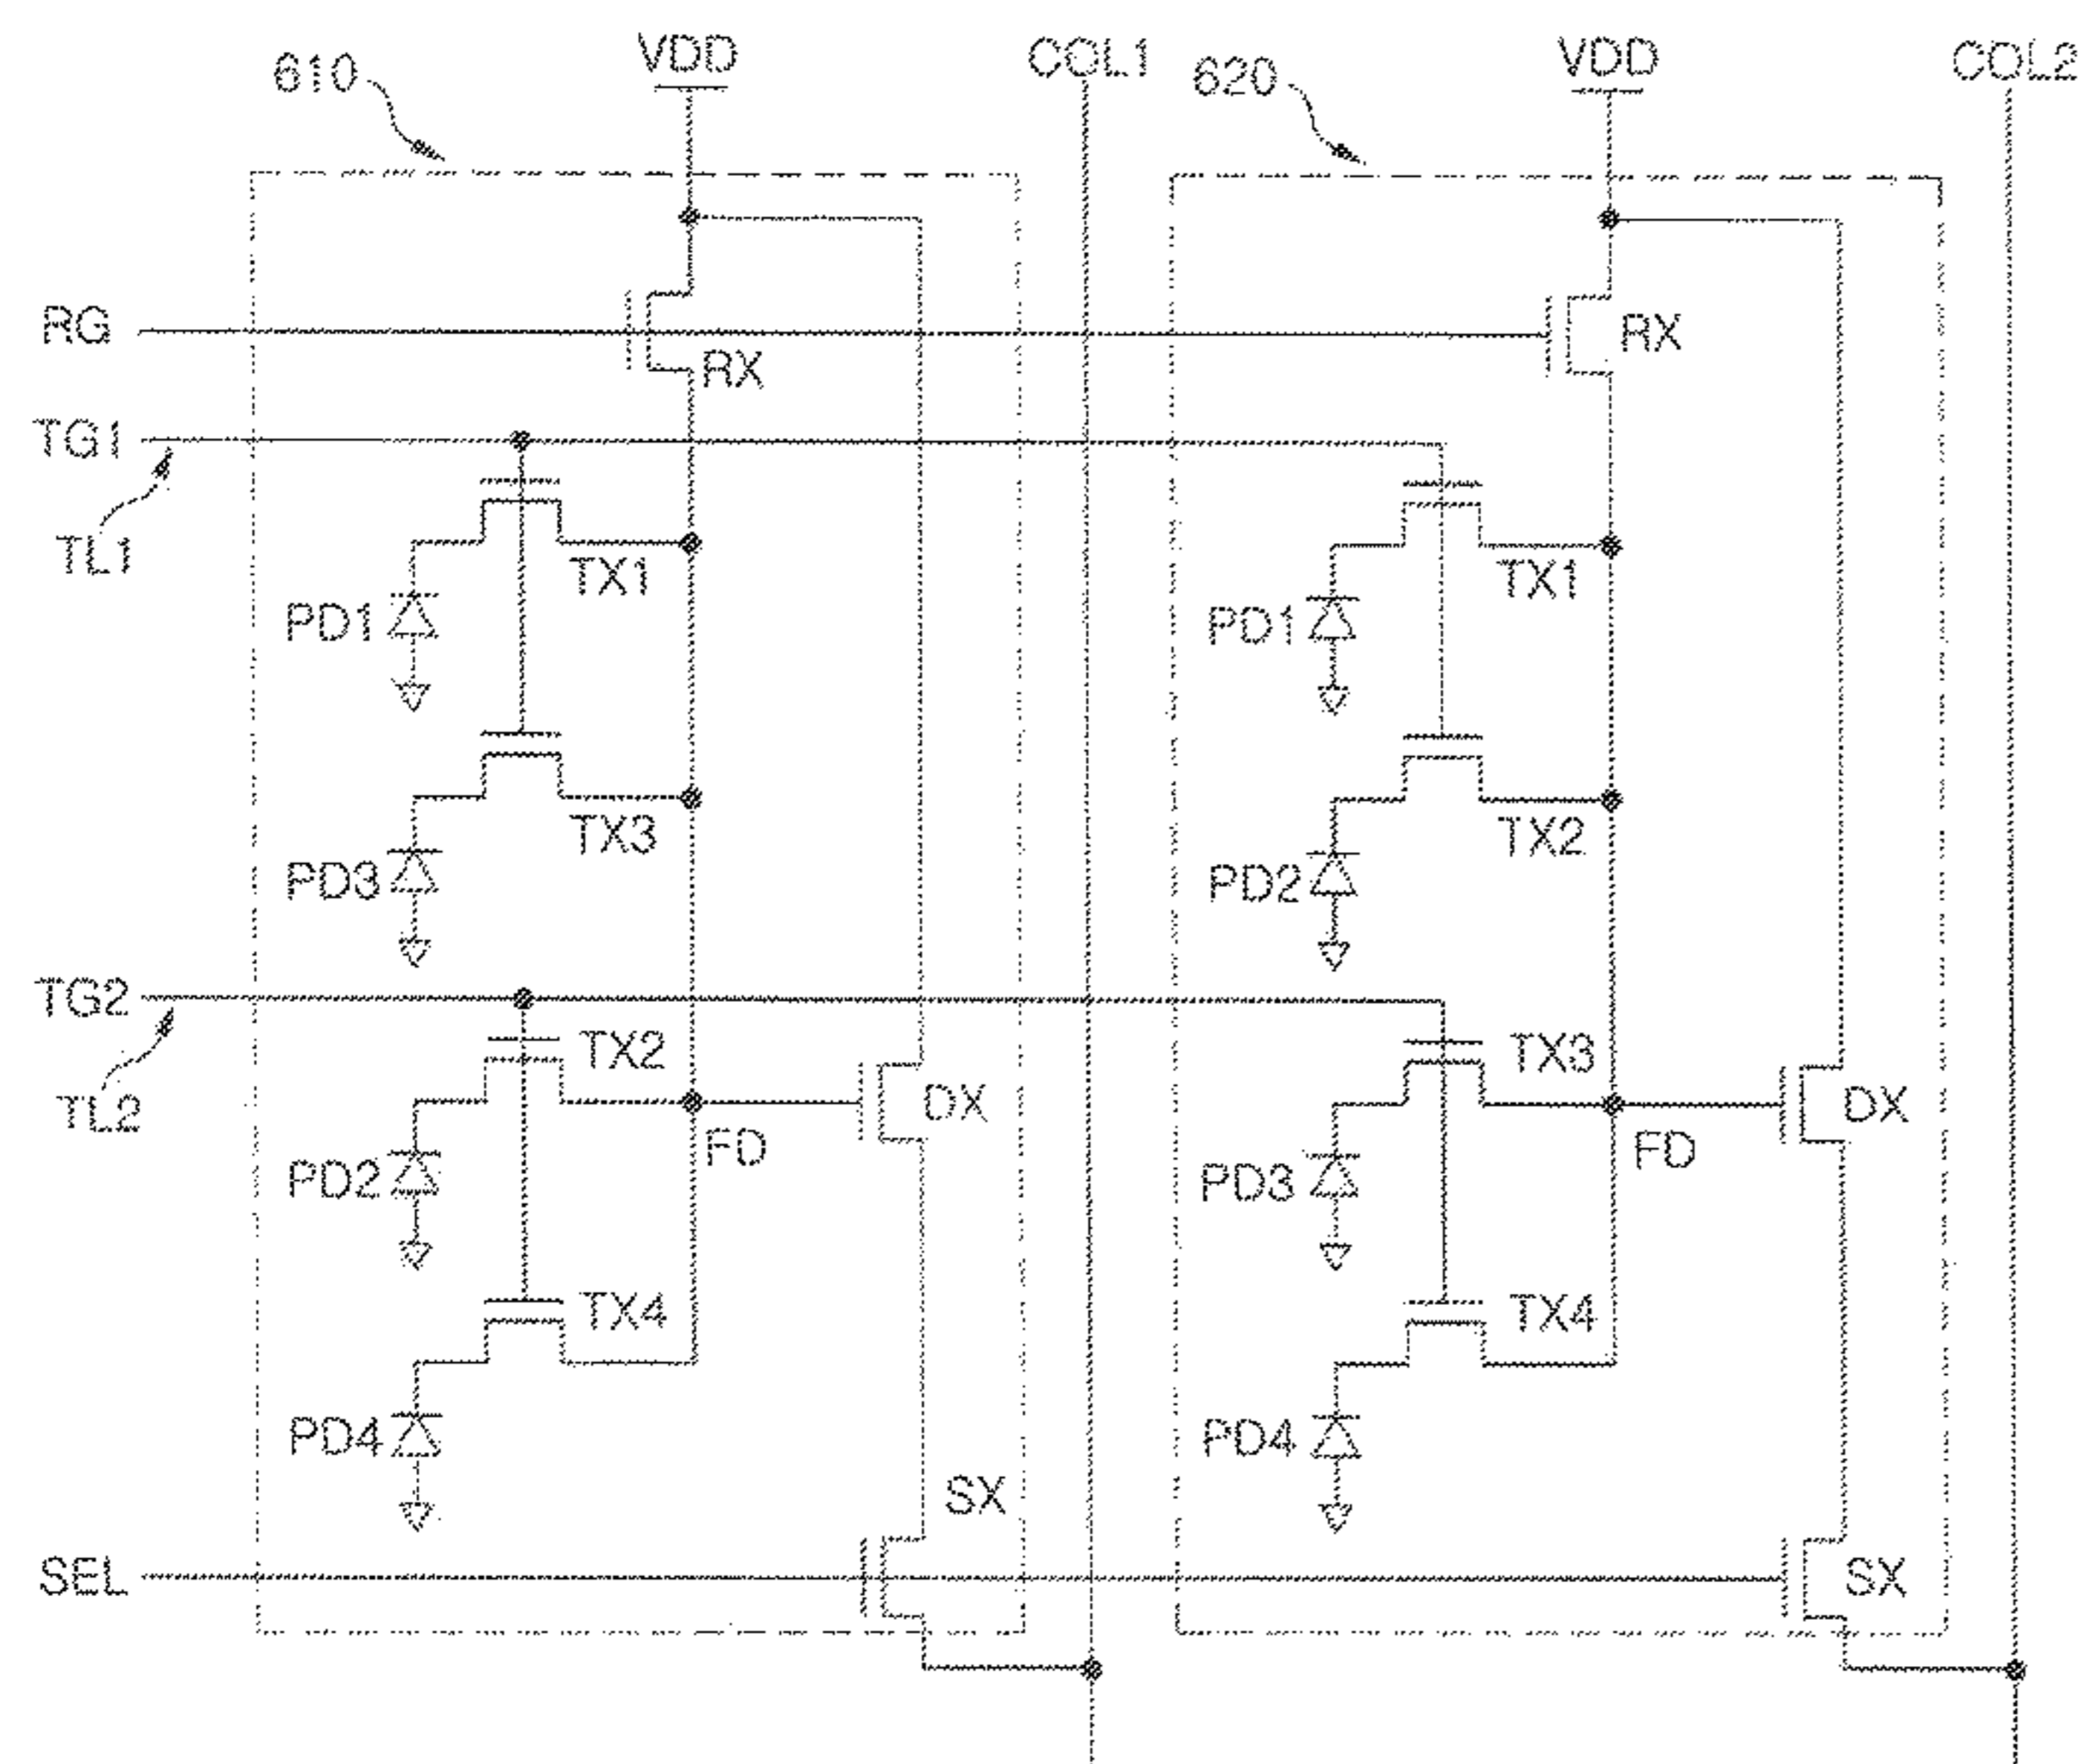 610
VDD
COL1
620
VDD
COL2
RG
RX
RX
TG1
TL1
TX1
TX1
PD1
PD1
TX3
TX2
PD3
PD2
TG2
TX2
TX3
TL2
DX
DX
FD
FD
PD2
PD3
TX4
TX4
PD4
PD4
SX
SEL
SX